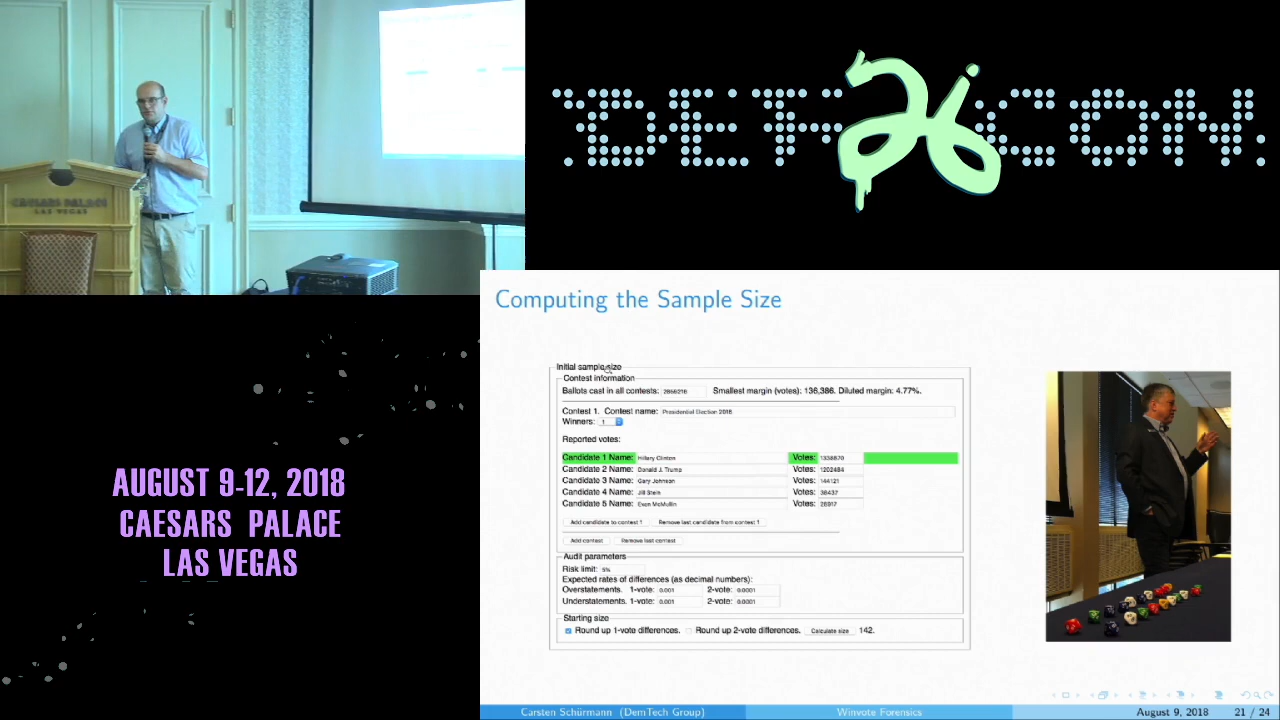 CAESARS PALACE
LAS VEGAS
DEF CON
26
AUGUST 9-12, 2018
CAESARS PALACE
LAS VEGAS
Computing the Sample Size
Initial sample size
Contest information
Ballots cast in all contests: Smallest margin (votes): 136,386. Diluted margin: 4.77%.
Contest 1. Contest name: Presidential Election 2016
Winners: 1
Reported votes:
Candidate 1 Name: Hillary Clinton Votes: 1338870
Candidate 2 Name: Donald J. Trump Votes: 1202484
Candidate 3 Name: Gary Johnson Votes: 144121
Candidate 4 Name: Jill Stein Votes: 38437
Candidate 5 Name: Evan McMullin Votes: 26917
Add candidate to contest 1 Remove last candidate from contest 1
Add contest Remove last contest
Audit parameters
Risk limit: 5%
Expected rates of differences (as decimal numbers):
Overstatements. 1-vote: 0.001 2-vote: 0.0001
Understatements. 1-vote: 0.001 2-vote: 0.0001
Starting size
Round up 1-vote differences. Round up 2-vote differences. Calculate size 142.
Carsten Schürmann (DemTech Group) Winvote Forensics August 9, 2018 21 / 24